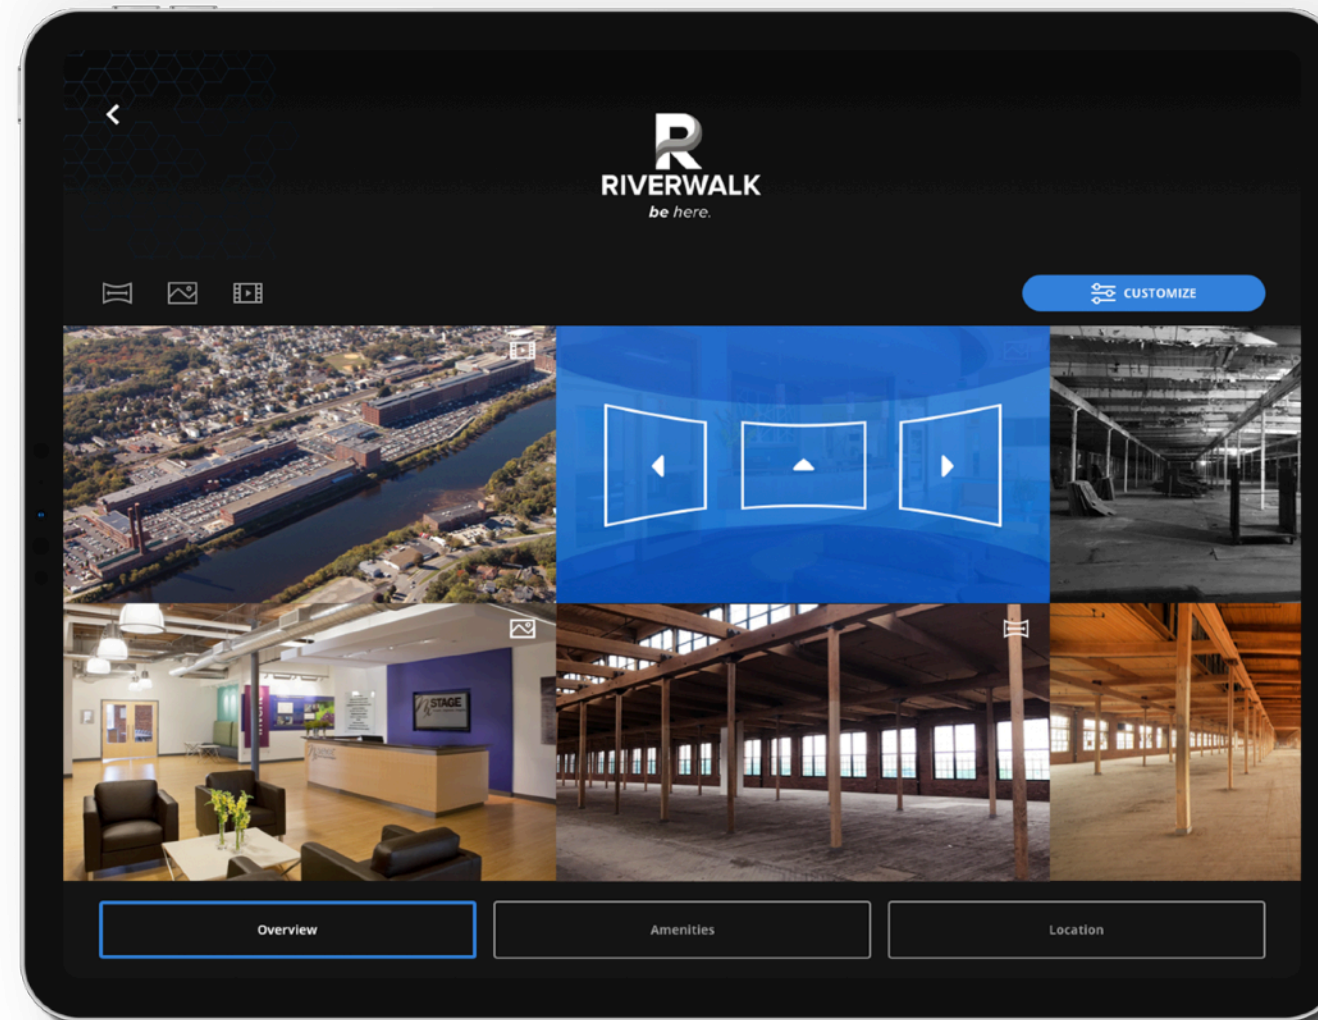 R
RIVERWALK
be here.
CUSTOMIZE
STAGE
Overview
Amenities
Location